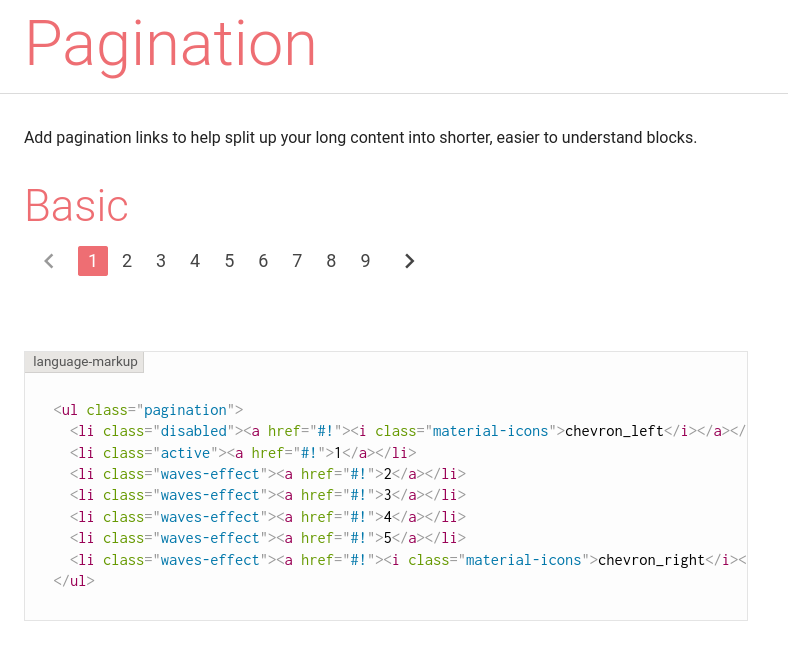 Pagination
Add pagination links to help split up your long content into shorter, easier to understand blocks.
Basic
1 2 3 4 5 6 7 8 9
language-markup
<ul class="pagination">
  <li class="disabled"><a href="#!"><i class="material-icons">chevron_left</i></a></
  <li class="active"><a href="#!">1</a></li>
  <li class="waves-effect"><a href="#!">2</a></li>
  <li class="waves-effect"><a href="#!">3</a></li>
  <li class="waves-effect"><a href="#!">4</a></li>
  <li class="waves-effect"><a href="#!">5</a></li>
  <li class="waves-effect"><a href="#!"><i class="material-icons">chevron_right</i><
</ul>